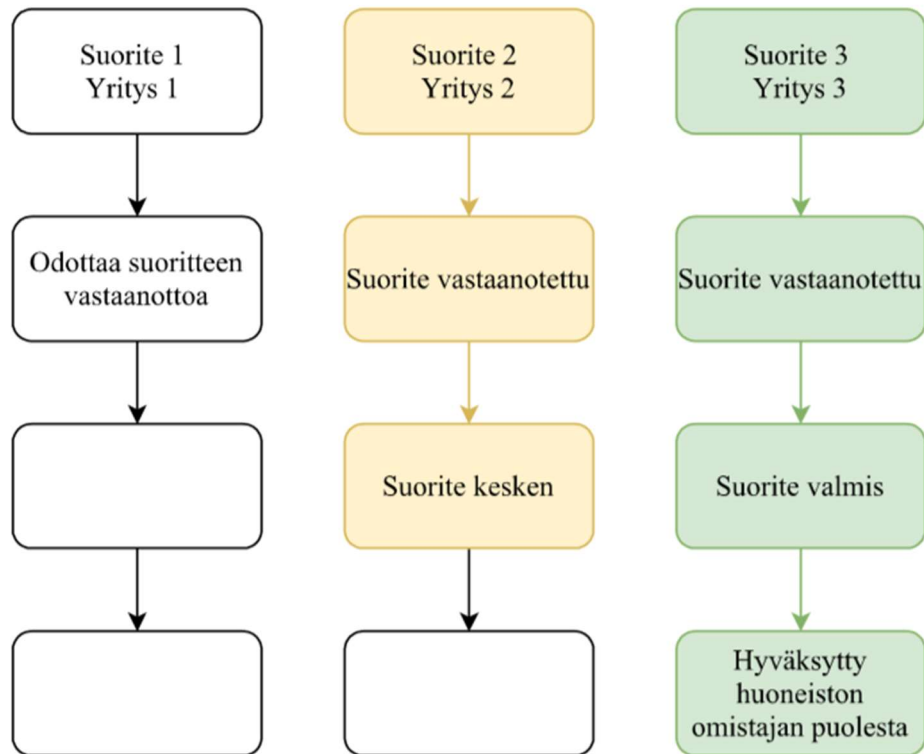 Suorite 1
Yritys 1
Suorite 2
Yritys 2
Suorite 3
Yritys 3
Odottaa suoritteen
vastaanottoa
Suorite vastaanotettu
Suorite vastaanotettu
Suorite kesken
Suorite valmis
Hyväksytty
huoneiston
omistajan puolesta